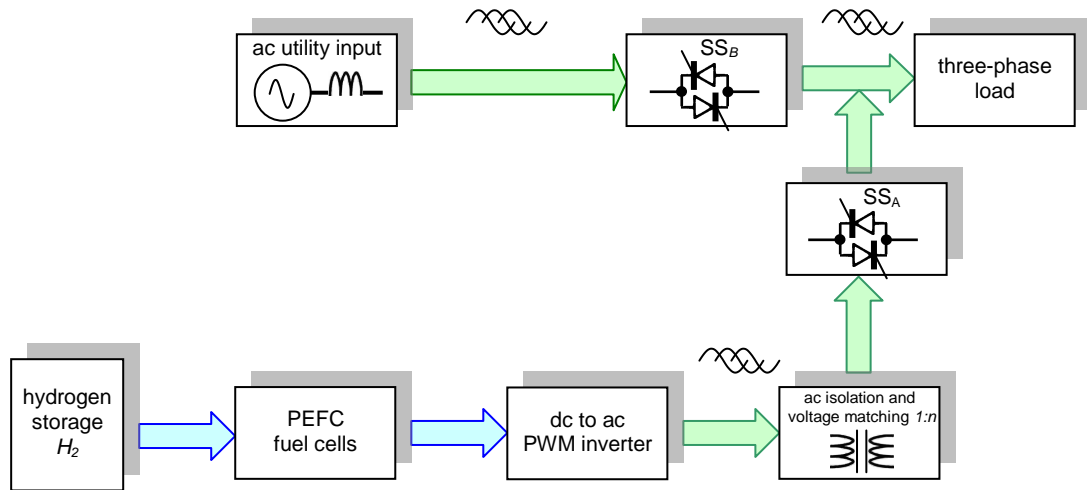 ac utility input
SS_B
three-phase
load
SS_A
hydrogen
storage
H_2
PEFC
fuel cells
dc to ac
PWM inverter
ac isolation and
voltage matching 1:n